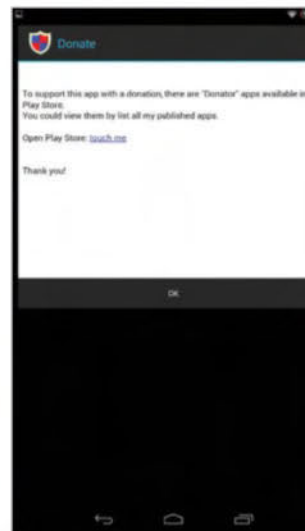 Donate
To support this app with a donation, there are "Donator" apps available in
Play Store.
You could view them by list all my published apps.
Open Play Store: touch me
Thank you!
OK